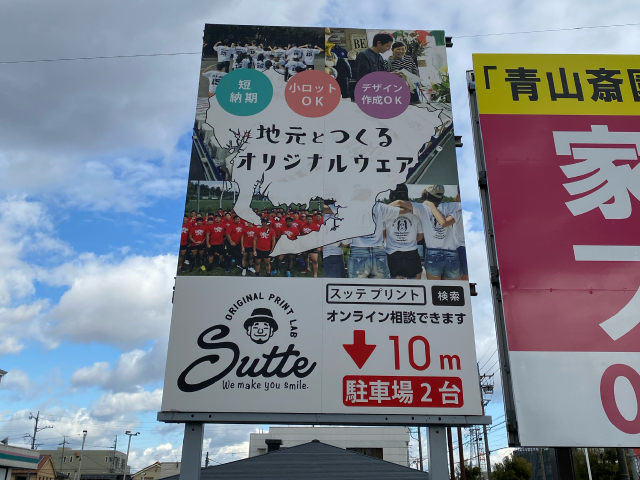 短
納期
小ロット
OK
デザイン
作成OK
地元とつくる
オリジナルウェア
ORIGINAL PRINT LAB
Sutte
We make you smile.
スッテプリント 検索
オンライン相談できます
10m
駐車場2台
「青山斎園
家